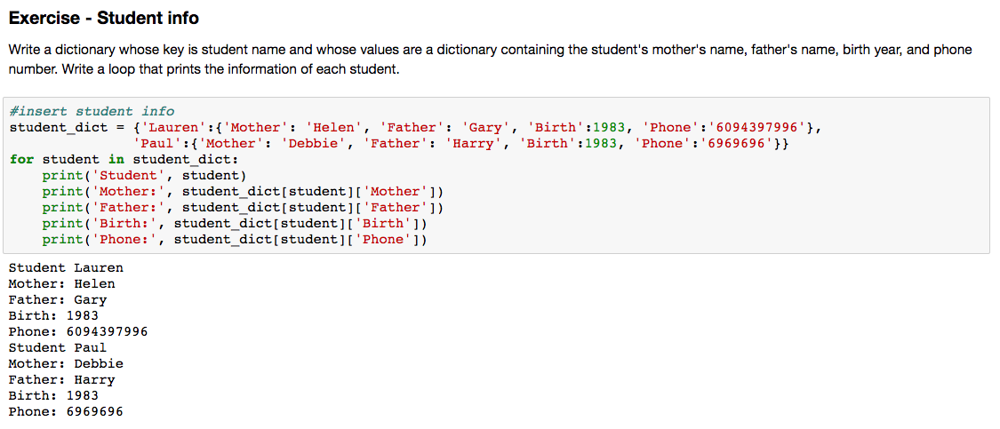 Exercise - Student info
Write a dictionary whose key is student name and whose values are a dictionary containing the student's mother's name, father's name, birth year, and phone
number. Write a loop that prints the information of each student.
#insert student info
student_dict = {'Lauren':{'Mother': 'Helen', 'Father': 'Gary', 'Birth':1983, 'Phone':'6094397996'},
               'Paul':{'Mother': 'Debbie', 'Father': 'Harry', 'Birth':1983, 'Phone':'6969696'}}
for student in student_dict:
    print('Student', student)
    print('Mother:', student_dict[student]['Mother'])
    print('Father:', student_dict[student]['Father'])
    print('Birth:', student_dict[student]['Birth'])
    print('Phone:', student_dict[student]['Phone'])
Student Lauren
Mother: Helen
Father: Gary
Birth: 1983
Phone: 6094397996
Student Paul
Mother: Debbie
Father: Harry
Birth: 1983
Phone: 6969696